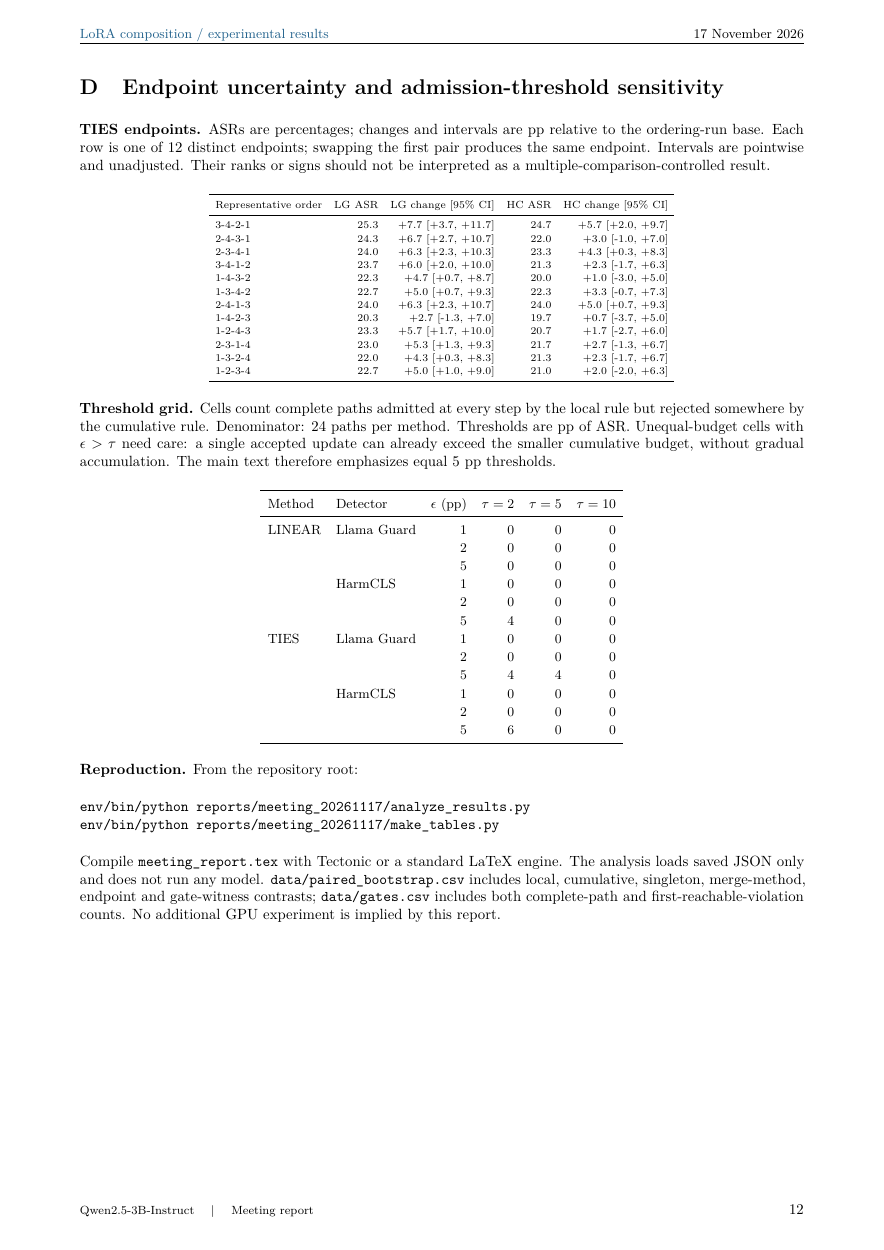 LoRA composition / experimental results 17 November 2026
D Endpoint uncertainty and admission-threshold sensitivity
TIES endpoints. ASRs are percentages; changes and intervals are pp relative to the ordering-run base. Each
row is one of 12 distinct endpoints; swapping the first pair produces the same endpoint. Intervals are pointwise
and unadjusted. Their ranks or signs should not be interpreted as a multiple-comparison-controlled result.
Representative order LG ASR LG change [95% CI] HC ASR HC change [95% CI]
3-4-2-1 25.3 +7.7 [+3.7, +11.7] 24.7 +5.7 [+2.0, +9.7]
2-4-3-1 24.3 +6.7 [+2.7, +10.7] 22.0 +3.0 [-1.0, +7.0]
2-3-4-1 24.0 +6.3 [+2.3, +10.3] 23.3 +4.3 [+0.3, +8.3]
3-4-1-2 23.7 +6.0 [+2.0, +10.0] 21.3 +2.3 [-1.7, +6.3]
1-4-3-2 22.3 +4.7 [+0.7, +8.7] 20.0 +1.0 [-3.0, +5.0]
1-3-4-2 22.7 +5.0 [+0.7, +9.3] 22.3 +3.3 [-0.7, +7.3]
2-4-1-3 24.0 +6.3 [+2.3, +10.7] 24.0 +5.0 [+0.7, +9.3]
1-4-2-3 20.3 +2.7 [-1.3, +7.0] 19.7 +0.7 [-3.7, +5.0]
1-2-4-3 23.3 +5.7 [+1.7, +10.0] 20.7 +1.7 [-2.7, +6.0]
2-3-1-4 23.0 +5.3 [+1.3, +9.3] 21.7 +2.7 [-1.3, +6.7]
1-3-2-4 22.0 +4.3 [+0.3, +8.3] 21.3 +2.3 [-1.7, +6.7]
1-2-3-4 22.7 +5.0 [+1.0, +9.0] 21.0 +2.0 [-2.0, +6.3]
Threshold grid. Cells count complete paths admitted at every step by the local rule but rejected somewhere by
the cumulative rule. Denominator: 24 paths per method. Thresholds are pp of ASR. Unequal-budget cells with
ϵ > τ need care: a single accepted update can already exceed the smaller cumulative budget, without gradual
accumulation. The main text therefore emphasizes equal 5 pp thresholds.
Method Detector ϵ (pp) τ = 2 τ = 5 τ = 10
LINEAR Llama Guard 1 0 0 0
2 0 0 0
5 0 0 0
HarmCLS 1 0 0 0
2 0 0 0
5 4 0 0
TIES Llama Guard 1 0 0 0
2 0 0 0
5 4 4 0
HarmCLS 1 0 0 0
2 0 0 0
5 6 0 0
Reproduction. From the repository root:
env/bin/python reports/meeting_20261117/analyze_results.py
env/bin/python reports/meeting_20261117/make_tables.py
Compile meeting_report.tex with Tectonic or a standard LaTeX engine. The analysis loads saved JSON only
and does not run any model. data/paired_bootstrap.csv includes local, cumulative, singleton, merge-method,
endpoint and gate-witness contrasts; data/gates.csv includes both complete-path and first-reachable-violation
counts. No additional GPU experiment is implied by this report.
Qwen2.5-3B-Instruct | Meeting report 12